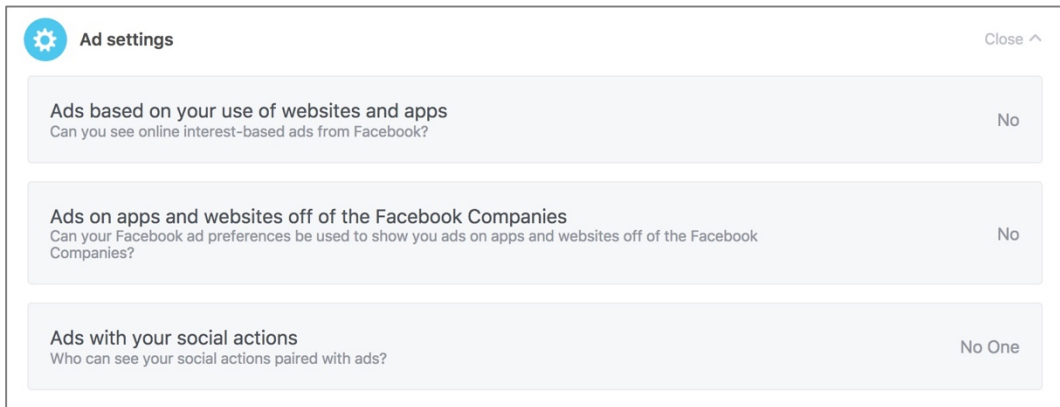 Ad settings
Close
Ads based on your use of websites and apps
Can you see online interest-based ads from Facebook?
No
Ads on apps and websites off of the Facebook Companies
Can your Facebook ad preferences be used to show you ads on apps and websites off of the Facebook
Companies?
No
Ads with your social actions
Who can see your social actions paired with ads?
No One